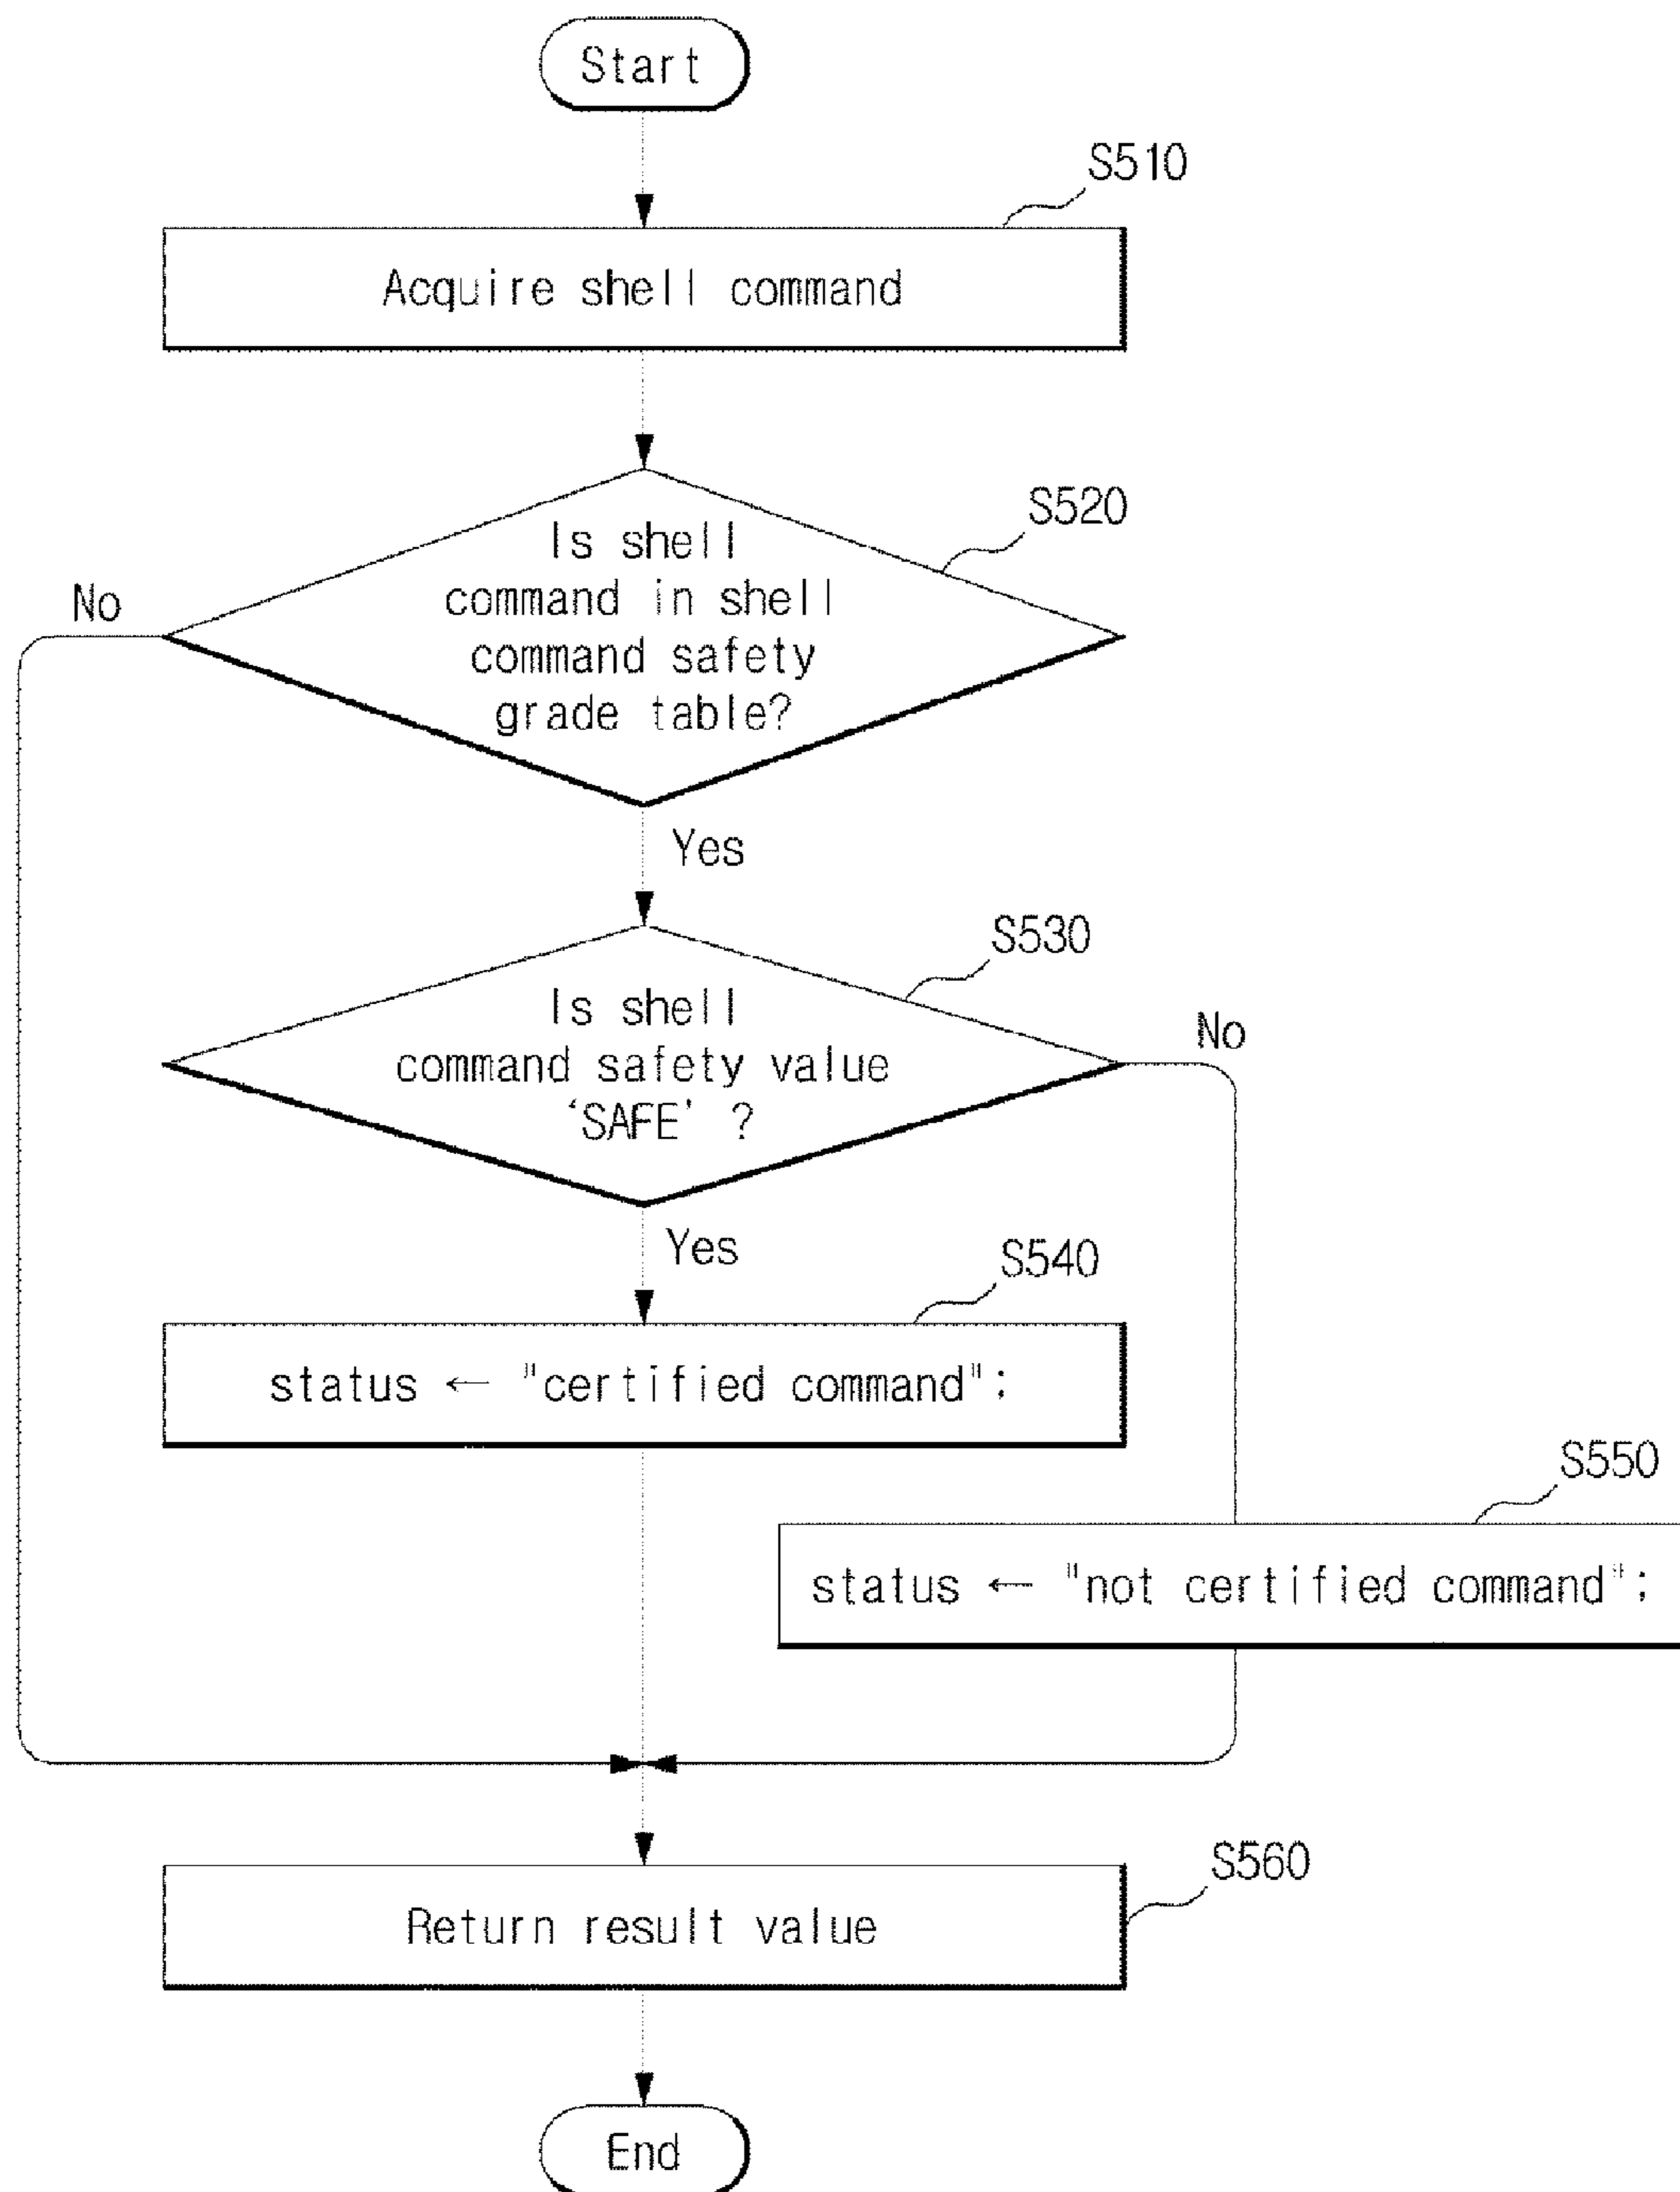 Start
S510
Acquire shell command
S520
Is shell
command in shell
command safety
grade table?
No
Yes
S530
Is shell
command safety value
‘SAFE’ ?
No
Yes
S540
status ← "certified command";
S550
status ← "not certified command";
S560
Return result value
End